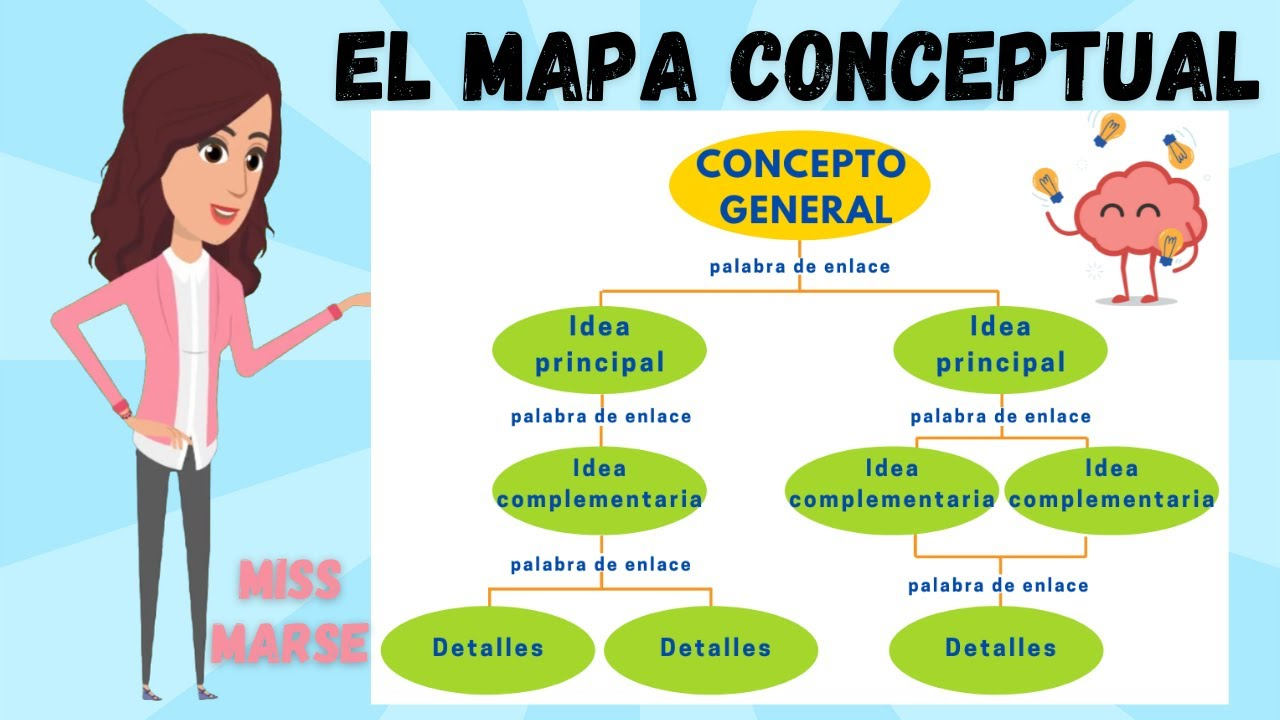 EL MAPA CONCEPTUAL
CONCEPTO
GENERAL
palabra de enlace
Idea
principal
Idea
principal
palabra de enlace
palabra de enlace
Idea
complementaria
Idea
complementaria
Idea
complementaria
palabra de enlace
palabra de enlace
Detalles
Detalles
Detalles
MISS
MARSE